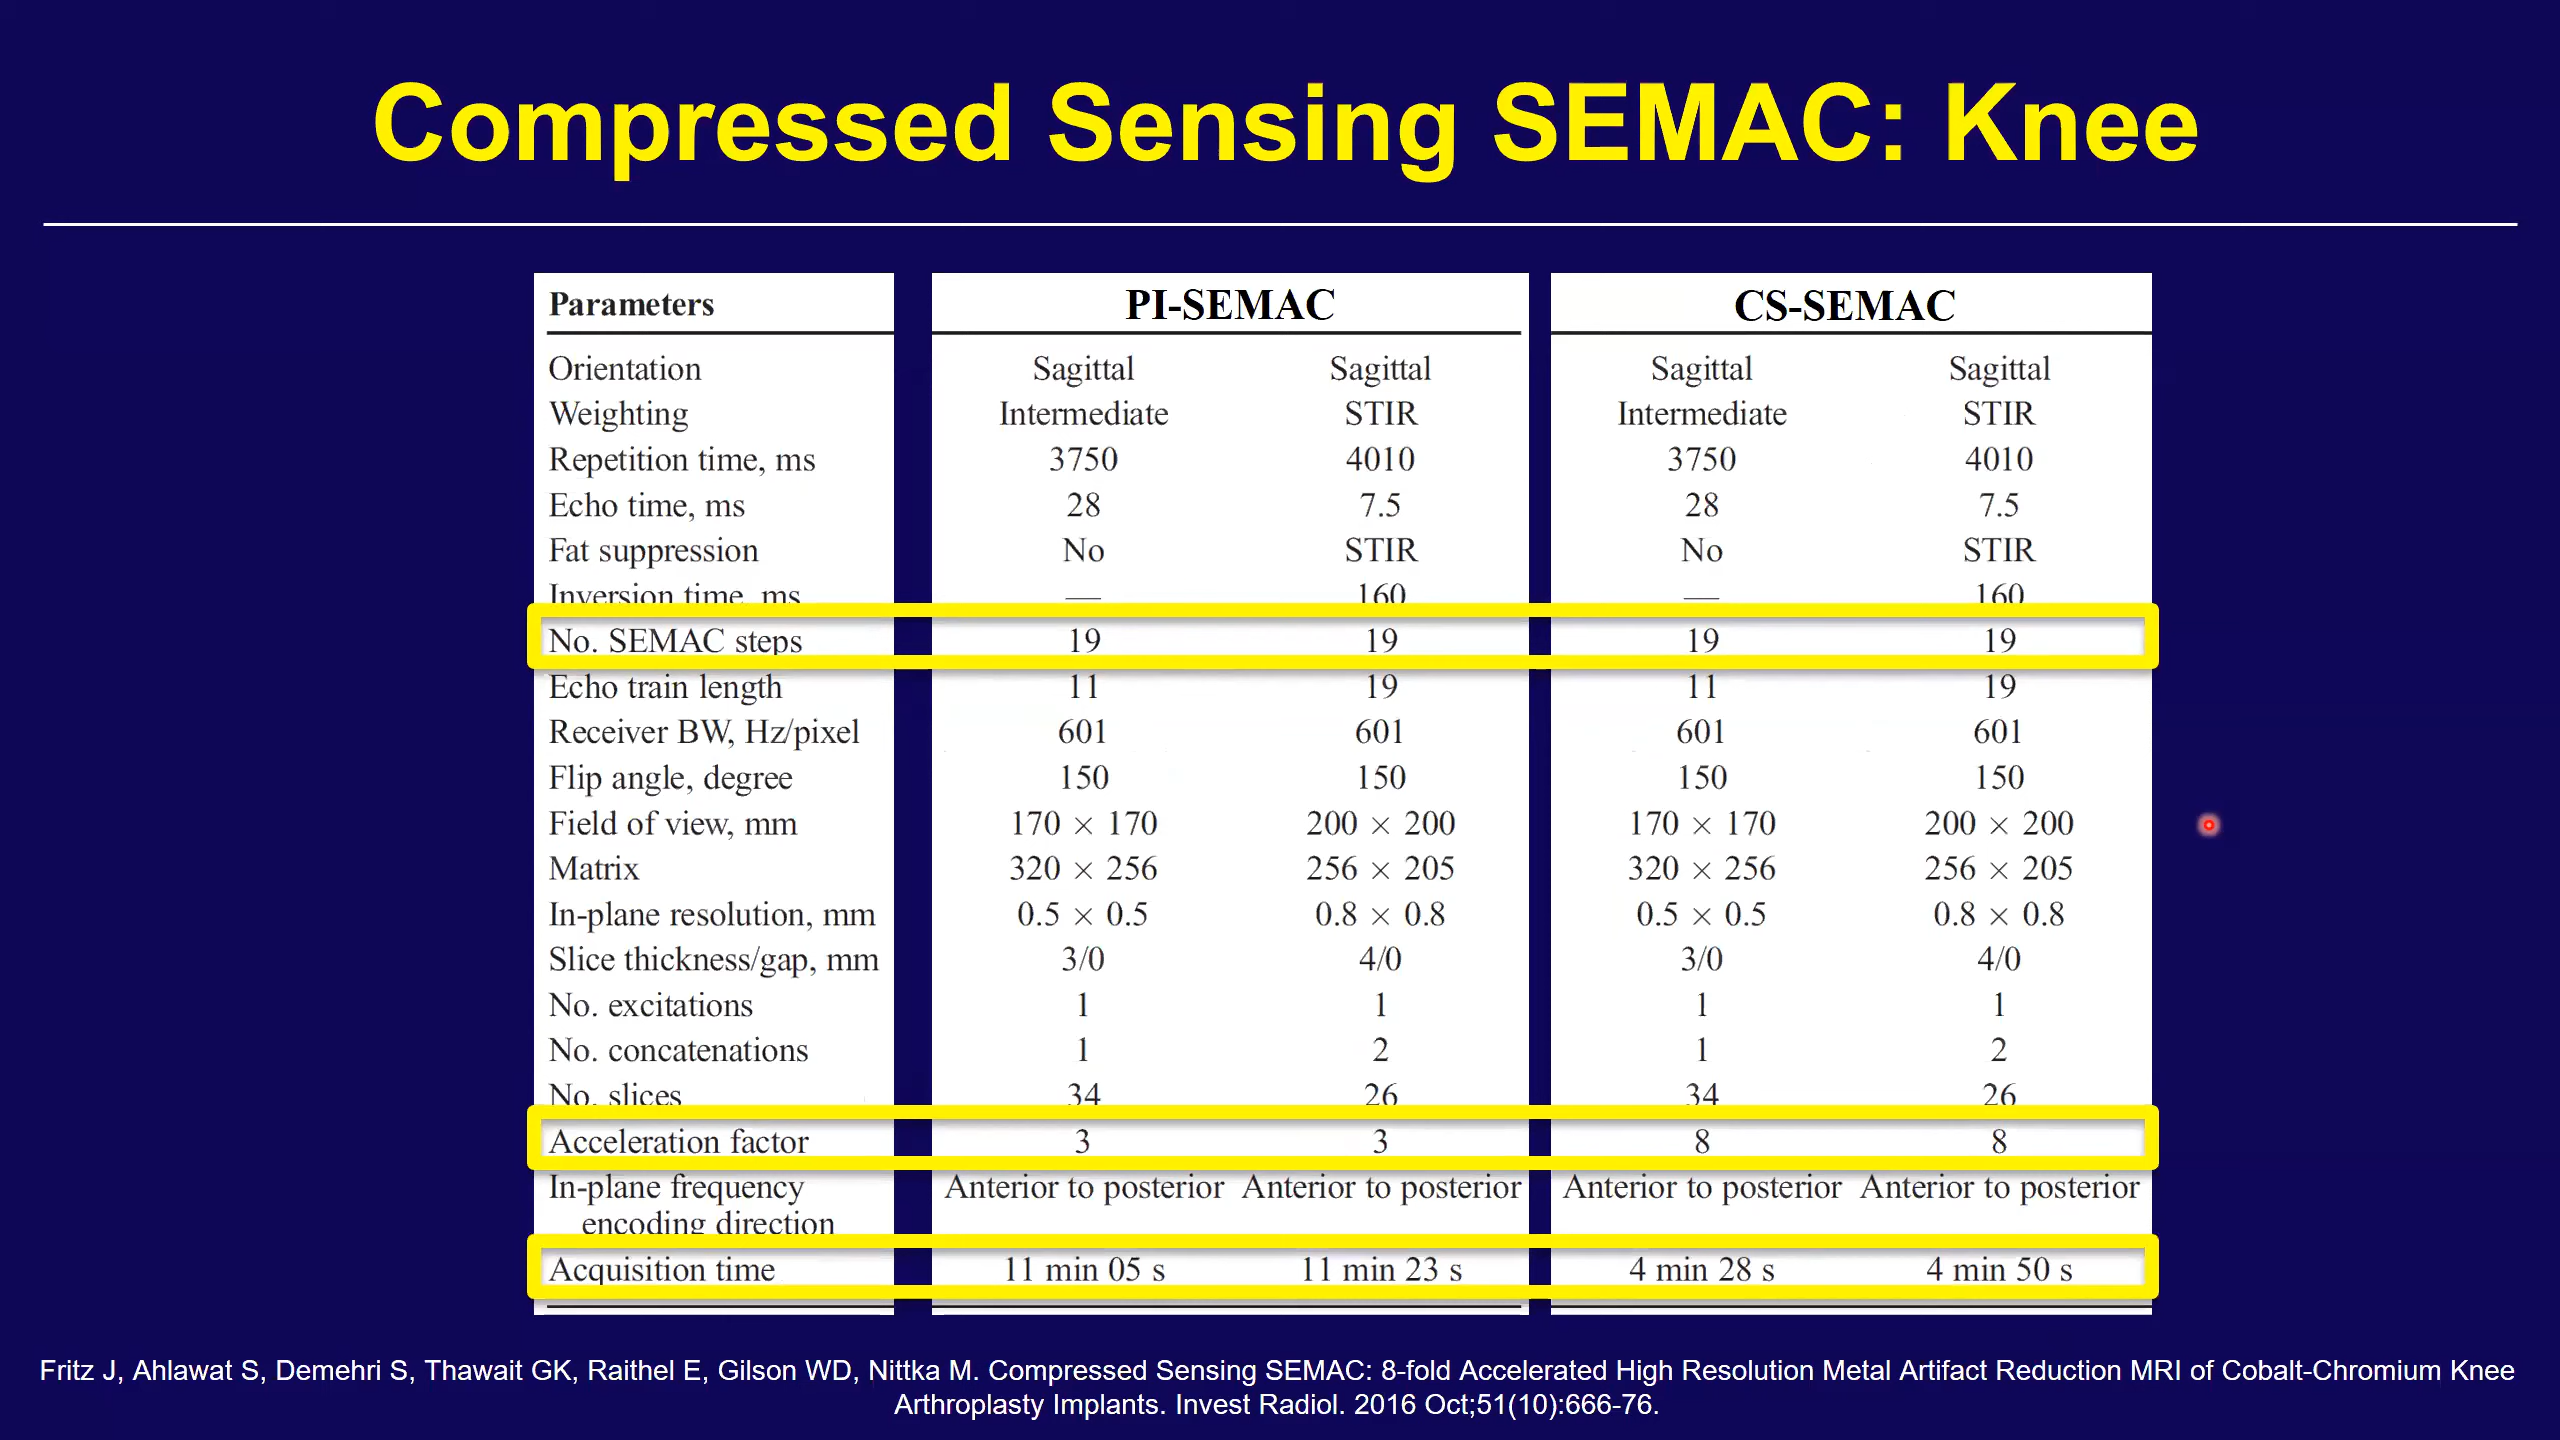 Compressed Sensing SEMAC: Knee
Parameters PI-SEMAC CS-SEMAC
Orientation Sagittal Sagittal Sagittal Sagittal
Weighting Intermediate STIR Intermediate STIR
Repetition time, ms 3750 4010 3750 4010
Echo time, ms 28 7.5 28 7.5
Fat suppression No STIR No STIR
Inversion time, ms — 160 — 160
No. SEMAC steps 19 19 19 19
Echo train length 11 19 11 19
Receiver BW, Hz/pixel 601 601 601 601
Flip angle, degree 150 150 150 150
Field of view, mm 170 × 170 200 × 200 170 × 170 200 × 200
Matrix 320 × 256 256 × 205 320 × 256 256 × 205
In-plane resolution, mm 0.5 × 0.5 0.8 × 0.8 0.5 × 0.5 0.8 × 0.8
Slice thickness/gap, mm 3/0 4/0 3/0 4/0
No. excitations 1 1 1 1
No. concatenations 1 2 1 2
No. slices 34 26 34 26
Acceleration factor 3 3 8 8
In-plane frequency Anterior to posterior Anterior to posterior Anterior to posterior Anterior to posterior
encoding direction
Acquisition time 11 min 05 s 11 min 23 s 4 min 28 s 4 min 50 s
Fritz J, Ahlawat S, Demehri S, Thawait GK, Raithel E, Gilson WD, Nittka M. Compressed Sensing SEMAC: 8-fold Accelerated High Resolution Metal Artifact Reduction MRI of Cobalt-Chromium Knee
Arthroplasty Implants. Invest Radiol. 2016 Oct;51(10):666-76.